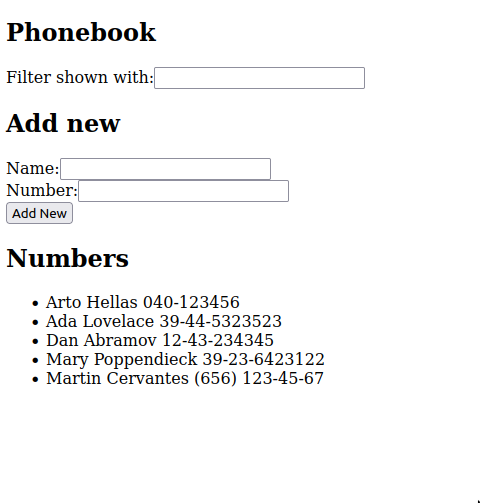 Phonebook
Filter shown with:
Add new
Name:
Number:
Add New
Numbers
Arto Hellas 040-123456
Ada Lovelace 39-44-5323523
Dan Abramov 12-43-234345
Mary Poppendieck 39-23-6423122
Martin Cervantes (656) 123-45-67